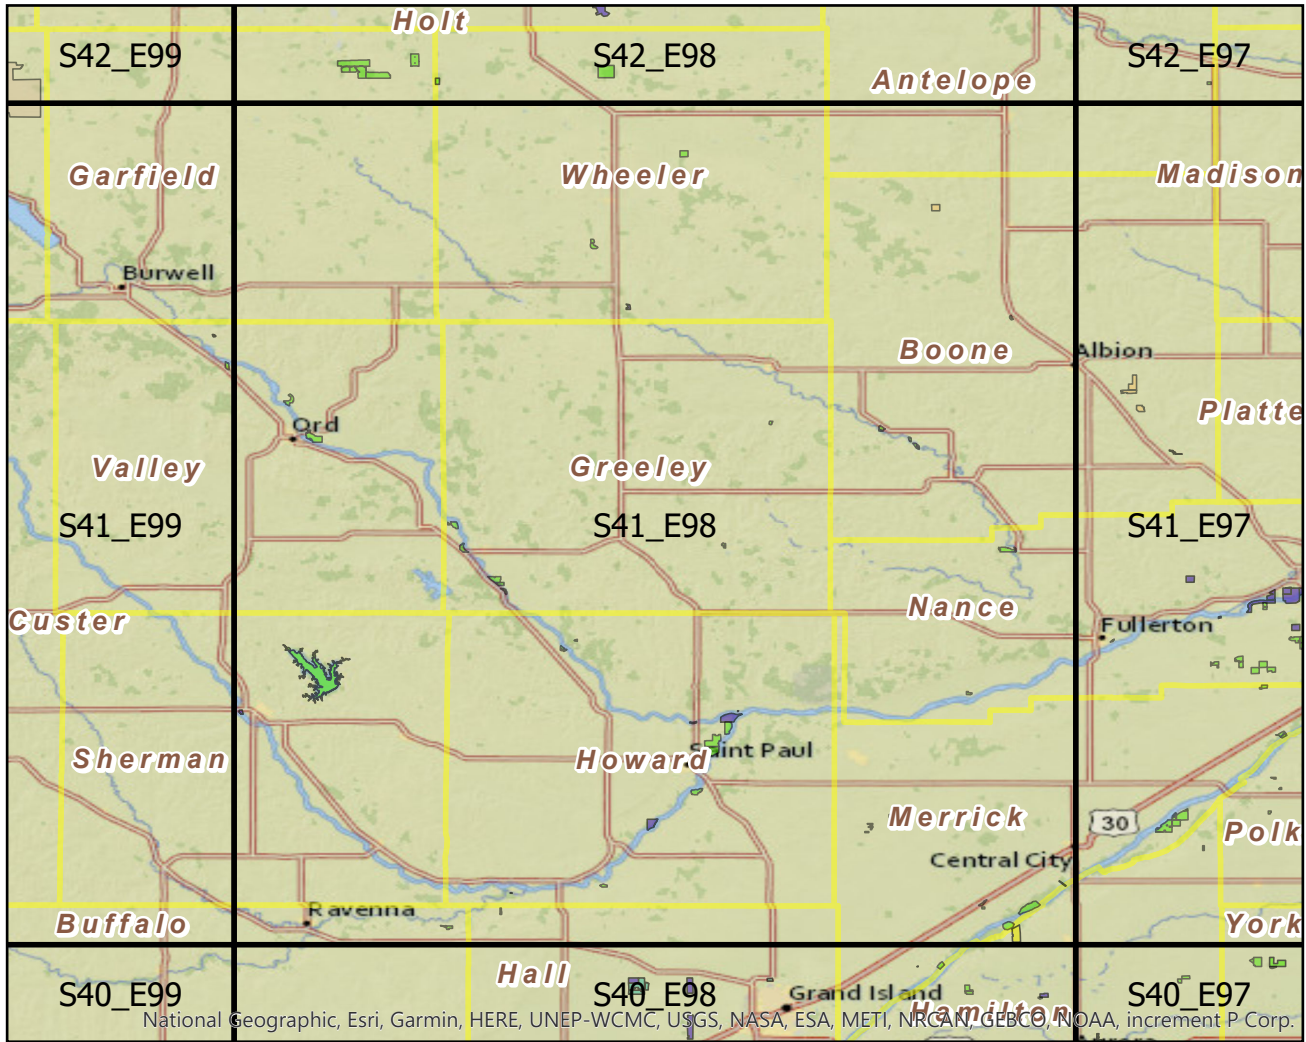 Holt
S42_E99
S42_E98
S42_E97
Antelope
Garfield
Wheeler
Madison
Burwell
Boone
Albion
Platte
Ord
Valley
Greeley
S41_E99
S41_E98
S41_E97
Custer
Nance
Fullerton
Saint Paul
Sherman
Howard
Merrick
30
Polk
Central City
Ravenna
Buffalo
York
Hall
S40_E99
S40_E98
Grand Island
S40_E97
Hamilton
National Geographic, Esri, Garmin, HERE, UNEP-WCMC, USGS, NASA, ESA, METI, NRCAN, GEBCO, NOAA, increment P Corp.